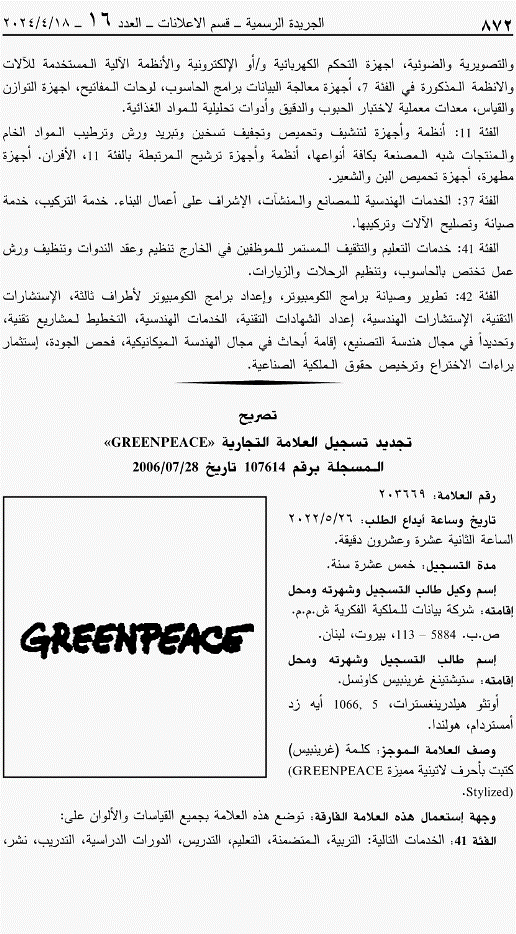 ٨٧٢ الجريدة الرسمية ــ قسم الاعلانات ــ العدد ١٦ ــ ٢٠٢٤/٤/١٨
والتصويرية والضوئية، اجهزة التحكم الكهربائية و/أو الإلكترونية والأنظمة الآلية المستخدمة للآلات
والانظمة المذكورة في الفئة 7، أجهزة معالجة البيانات برامج الحاسوب، لوحات المفاتيح، اجهزة التوازن
والقياس، معدات معملية لاختبار الحبوب والدقيق وأدوات تحليلية للمواد الغذائية.
الفئة 11: أنظمة وأجهزة لتنشيف وتحميص وتجفيف تسخين وتبريد ورش وترطيب المواد الخام
والمنتجات شبه المصنعة بكافة أنواعها، أنظمة وأجهزة ترشيح المرتبطة بالفئة 11، الأفران. أجهزة
مطهرة، أجهزة تحميص البن والشعير.
الفئة 37: الخدمات الهندسية للمصانع والمنشآت، الإشراف على أعمال البناء. خدمة التركيب، خدمة
صيانة وتصليح الآلات وتركيبها.
الفئة 41: خدمات التعليم والتثقيف المستمر للموظفين في الخارج تنظيم وعقد الندوات وتنظيف ورش
عمل تختص بالحاسوب، وتنظيم الرحلات والزيارات.
الفئة 42: تطوير وصيانة برامج الكومبيوتر، وإعداد برامج الكومبيوتر لأطراف ثالثة، الإستشارات
التقنية، الإستشارات الهندسية، إعداد الشهادات التقنية، الخدمات الهندسية، التخطيط لمشاريع تقنية،
وتحديداً في مجال هندسة التصنيع، إقامة أبحاث في مجال الهندسة الميكانيكية، فحص الجودة، إستثمار
براءات الاختراع وترخيص حقوق الملكية الصناعية.
تصريح
تجديد تسجيل العلامة التجارية «GREENPEACE»
المسجلة برقم 107614 تاريخ 2006/07/28
رقم العلامة: ٢٠٣٦٦٩
تاريخ وساعة أيداع الطلب: ٢٠٢٢/٥/٢٦
الساعة الثانية عشرة وعشرون دقيقة.
مدة التسجيل: خمس عشرة سنة.
إسم وكيل طالب التسجيل وشهرته ومحل
إقامته: شركة بيانات للملكية الفكرية ش.م.م.
ص.ب. 5884 – 113، بيروت، لبنان.
إسم طالب التسجيل وشهرته ومحل
إقامته: ستيشتينغ غرينبيس كاونسل.
أوتثو هيلدرينغسترات، 5 ,1066 أيه زد
أمستردام، هولندا.
وصف العلامة الموجز: كلمة (غرينبيس)
كتبت بأحرف لاتينية مميزة GREENPEACE)
(Stylized.
GREENPEACE
وجهة إستعمال هذه العلامة الفارقة: نوضع هذه العلامة بجميع القياسات والألوان على:
الفئة 41: الخدمات التالية: التربية، المتضمنة، التعليم، التدريس، الدورات الدراسية، التدريب، نشر،